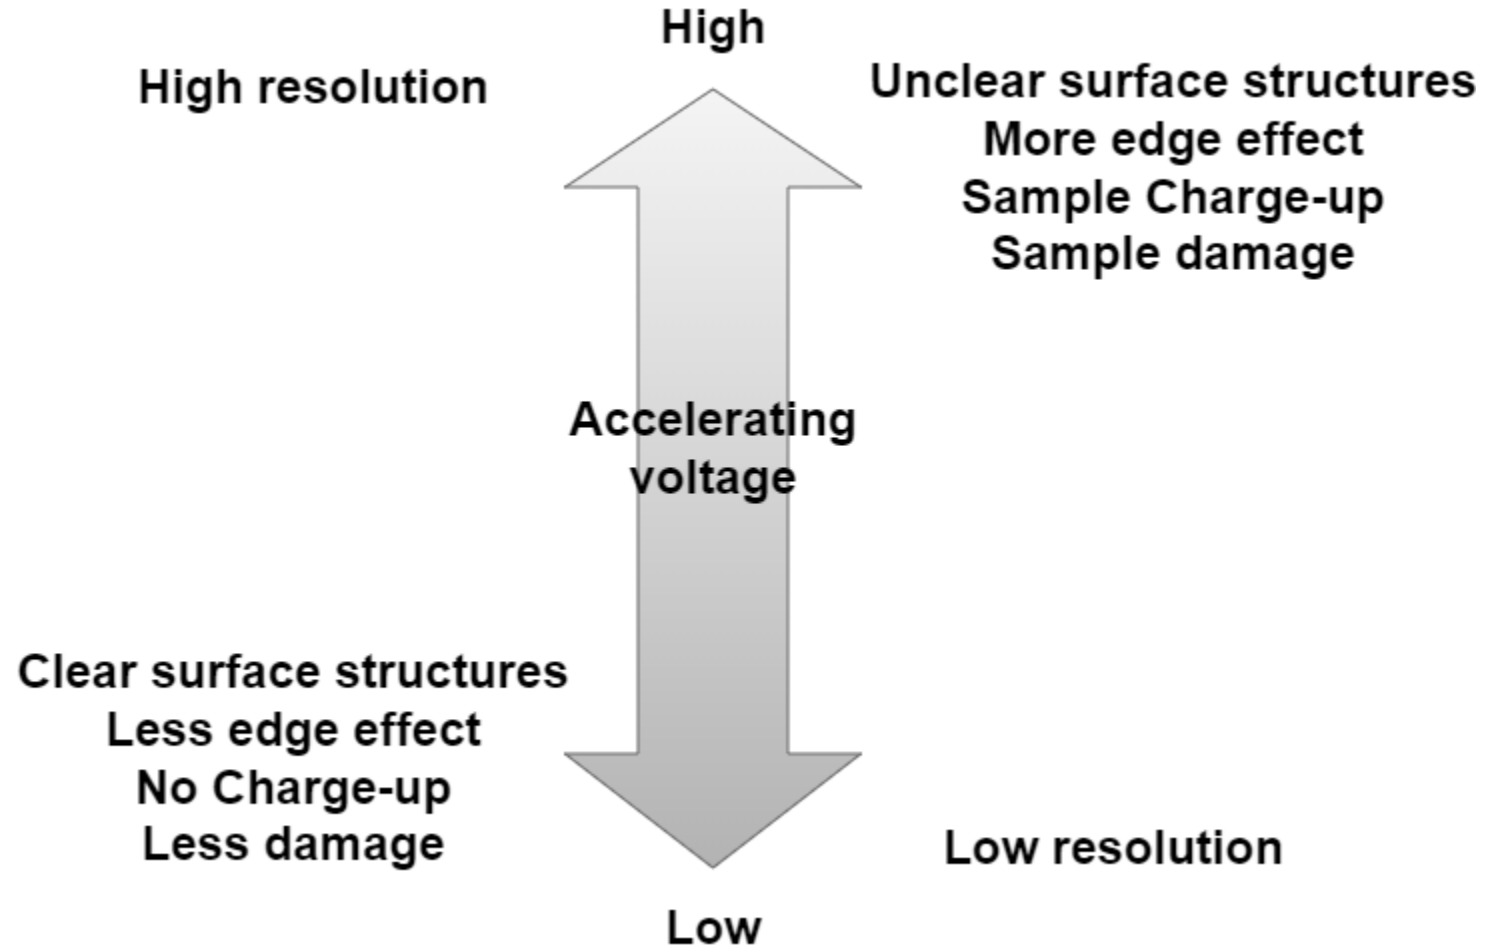 High
High resolution
Unclear surface structures
More edge effect
Sample Charge-up
Sample damage
Accelerating
voltage
Clear surface structures
Less edge effect
No Charge-up
Less damage
Low resolution
Low